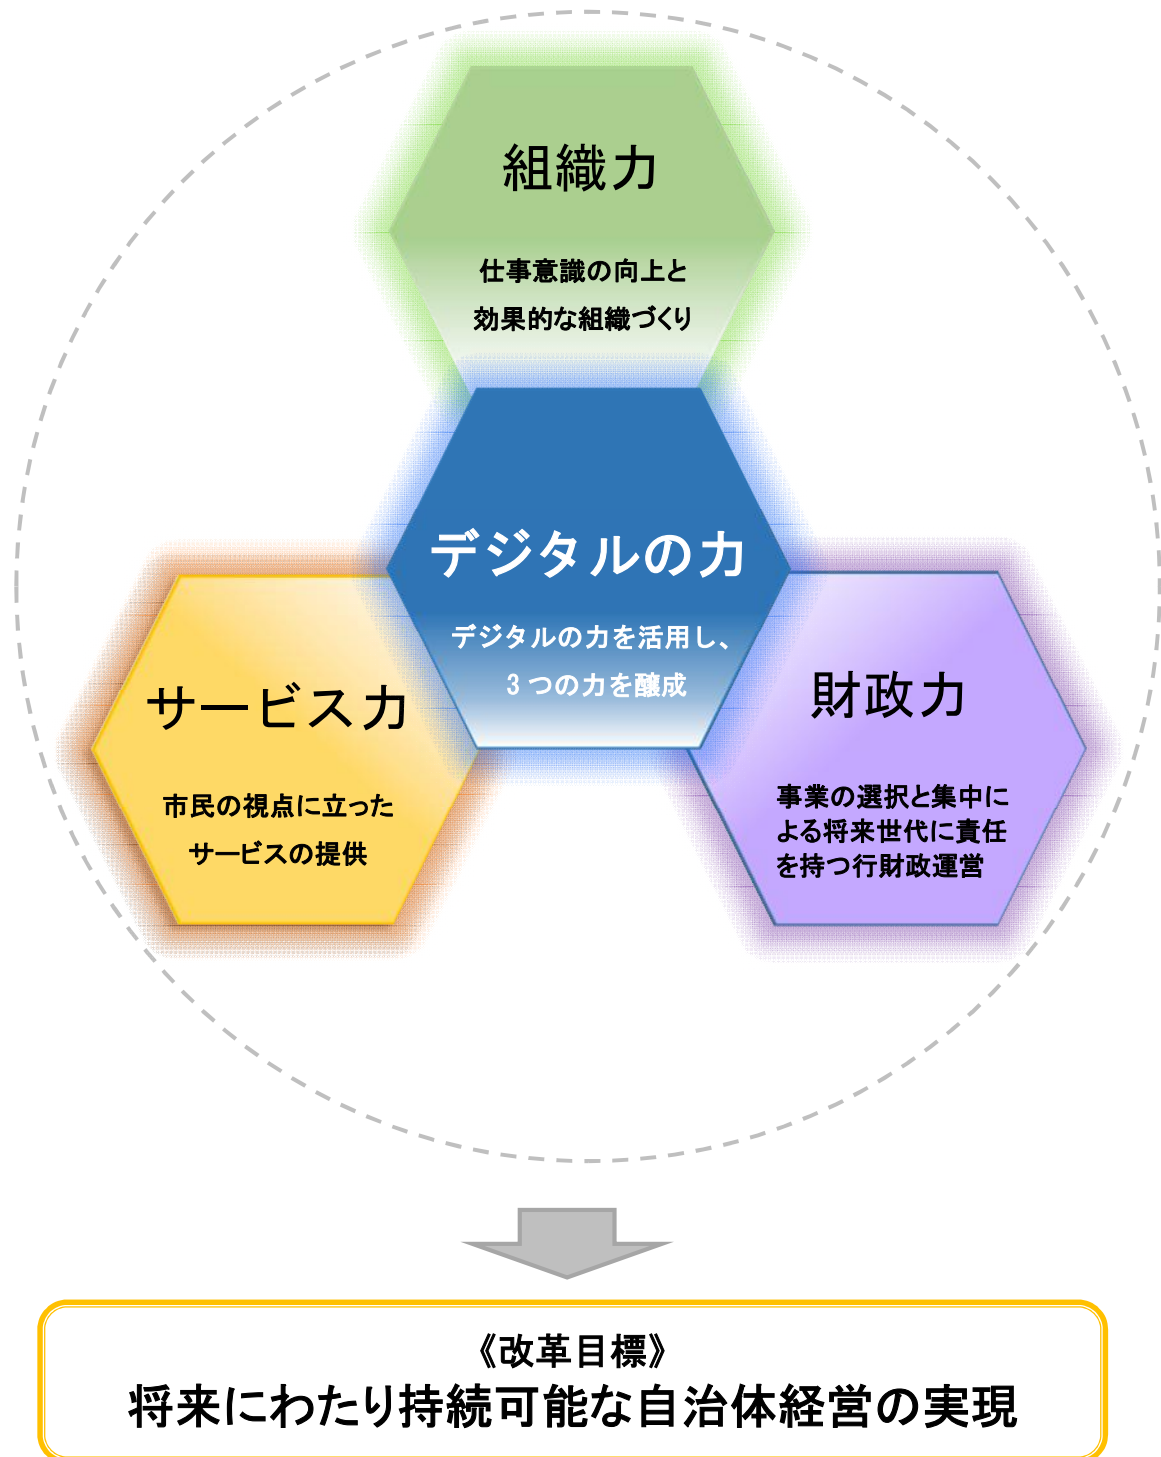 組織力
仕事意識の向上と
効果的な組織づくり
デジタルの力
デジタルの力を活用し、
3 つの力を醸成
サービス力
市民の視点に立った
サービスの提供
財政力
事業の選択と集中に
よる将来世代に責任
を持つ行財政運営
《改革目標》
将来にわたり持続可能な自治体経営の実現